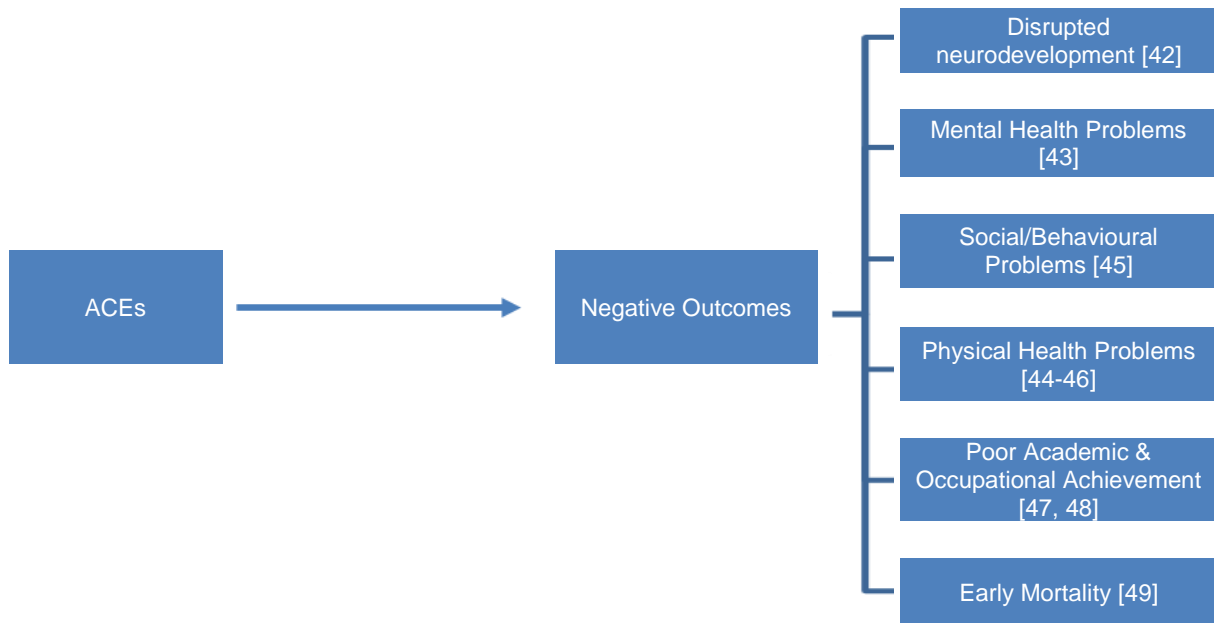 ACEs
Negative Outcomes
Disrupted
neurodevelopment [42]
Mental Health Problems
[43]
Social/Behavioural
Problems [45]
Physical Health Problems
[44-46]
Poor Academic &
Occupational Achievement
[47, 48]
Early Mortality [49]